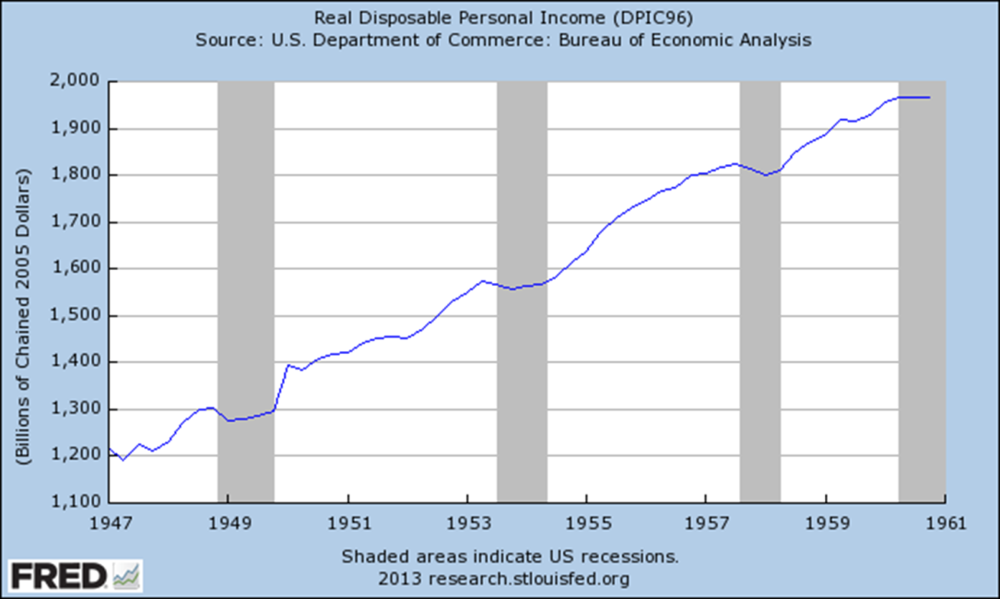 Real Disposable Personal Income (DPIC96)
Source: U.S. Department of Commerce: Bureau of Economic Analysis
(Billions of Chained 2005 Dollars)
2,000
1,900
1,800
1,700
1,600
1,500
1,400
1,300
1,200
1,100
1947 1949 1951 1953 1955 1957 1959 1961
Shaded areas indicate US recessions.
2013 research.stlouisfed.org
FRED